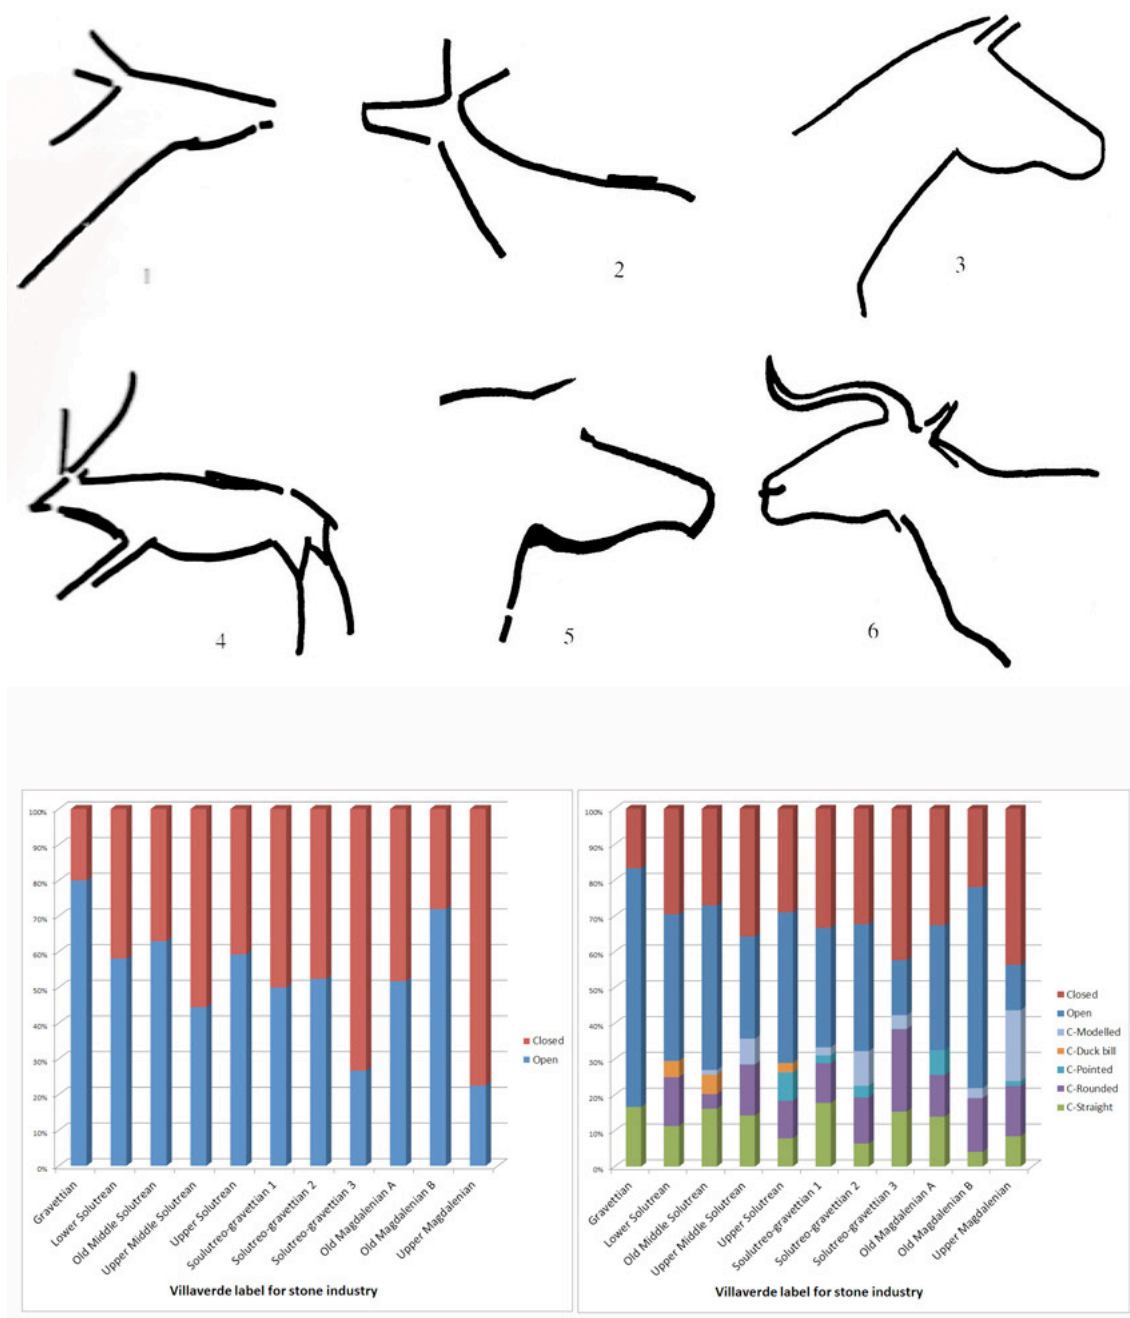 1
2
3
4
5
6
100%
90%
80%
70%
60%
50%
40%
30%
20%
10%
0%
Closed
Open
Gravettian
Lower Solutrean
Old Middle Solutrean
Upper Middle Solutrean
Upper Solutrean
Soulutreo-gravettian 1
Solutreo-gravettian 2
Solutreo-gravettian 3
Old Magdalenian A
Old Magdalenian B
Upper Magdalenian
Villaverde label for stone industry
100%
90%
80%
70%
60%
50%
40%
30%
20%
10%
0%
Closed
Open
C-Modelled
C-Duck bill
C-Pointed
C-Rounded
C-Straight
Gravettian
Lower Solutrean
Old Middle Solutrean
Upper Middle Solutrean
Upper Solutrean
Soulutreo-gravettian 1
Solutreo-gravettian 2
Solutreo-gravettian 3
Old Magdalenian A
Old Magdalenian B
Upper Magdalenian
Villaverde label for stone industry